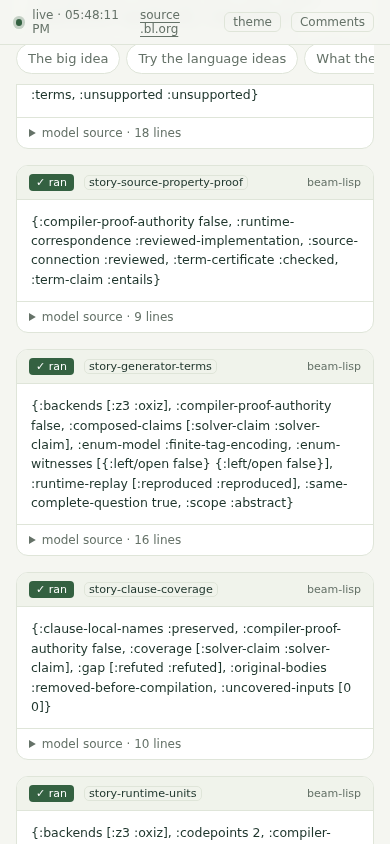 live · 05:48:11 PM
source .bl.org
theme
Comments
The big idea
Try the language ideas
What the
:terms, :unsupported :unsupported}
▶ model source · 18 lines
✓ ran story-source-property-proof beam-lisp
{:compiler-proof-authority false, :runtime-
correspondence :reviewed-implementation, :source-
connection :reviewed, :term-certificate :checked,
:term-claim :entails}
▶ model source · 9 lines
✓ ran story-generator-terms beam-lisp
{:backends [:z3 :oxiz], :compiler-proof-authority
false, :composed-claims [:solver-claim :solver-
claim], :enum-model :finite-tag-encoding, :enum-
witnesses [{:left/open false} {:left/open false}],
:runtime-replay [:reproduced :reproduced], :same-
complete-question true, :scope :abstract}
▶ model source · 16 lines
✓ ran story-clause-coverage beam-lisp
{:clause-local-names :preserved, :compiler-proof-
authority false, :coverage [:solver-claim :solver-
claim], :gap [:refuted :refuted], :original-bodies
:removed-before-compilation, :uncovered-inputs [0
0]}
▶ model source · 10 lines
✓ ran story-runtime-units beam-lisp
{:backends [:z3 :oxiz], :codepoints 2, :compiler-